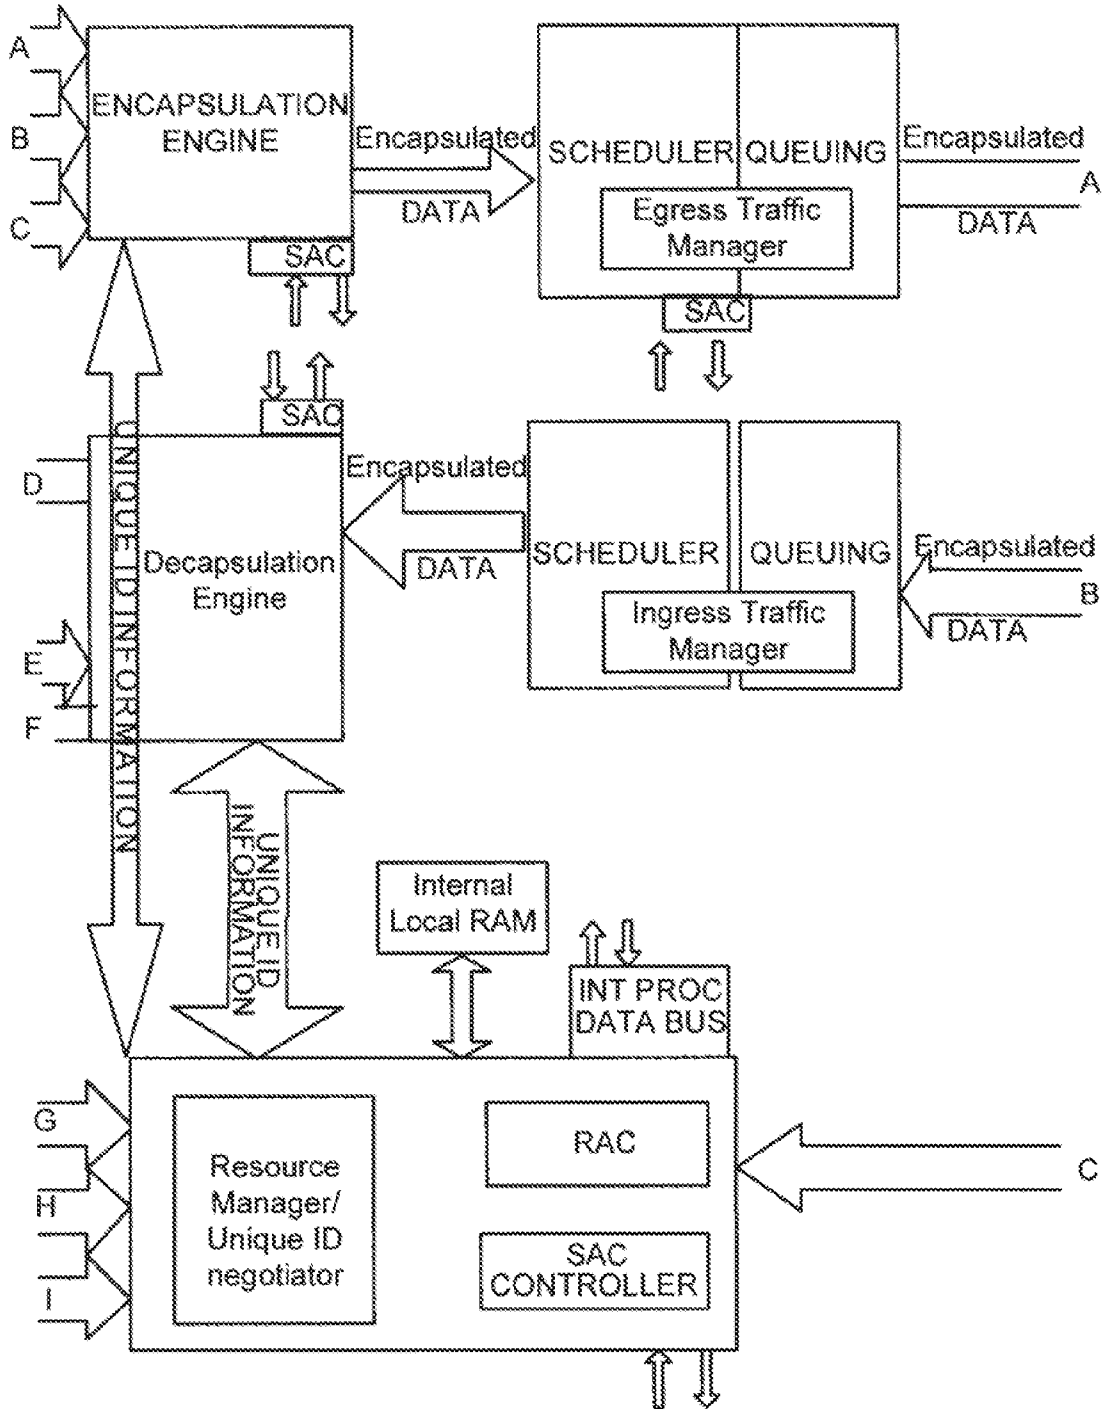 A
B
C
ENCAPSULATION
ENGINE
SAC
Encapsulated
DATA
SCHEDULER
QUEUING
Egress Traffic
Manager
SAC
Encapsulated
A
DATA
SAC
D
E
F
UNIQUE ID INFORMATION
Decapsulation
Engine
Encapsulated
DATA
SCHEDULER
QUEUING
Ingress Traffic
Manager
Encapsulated
B
DATA
UNIQUE ID
INFORMATION
Internal
Local RAM
INT PROC
DATA BUS
G
H
I
Resource
Manager/
Unique ID
negotiator
RAC
SAC
CONTROLLER
C